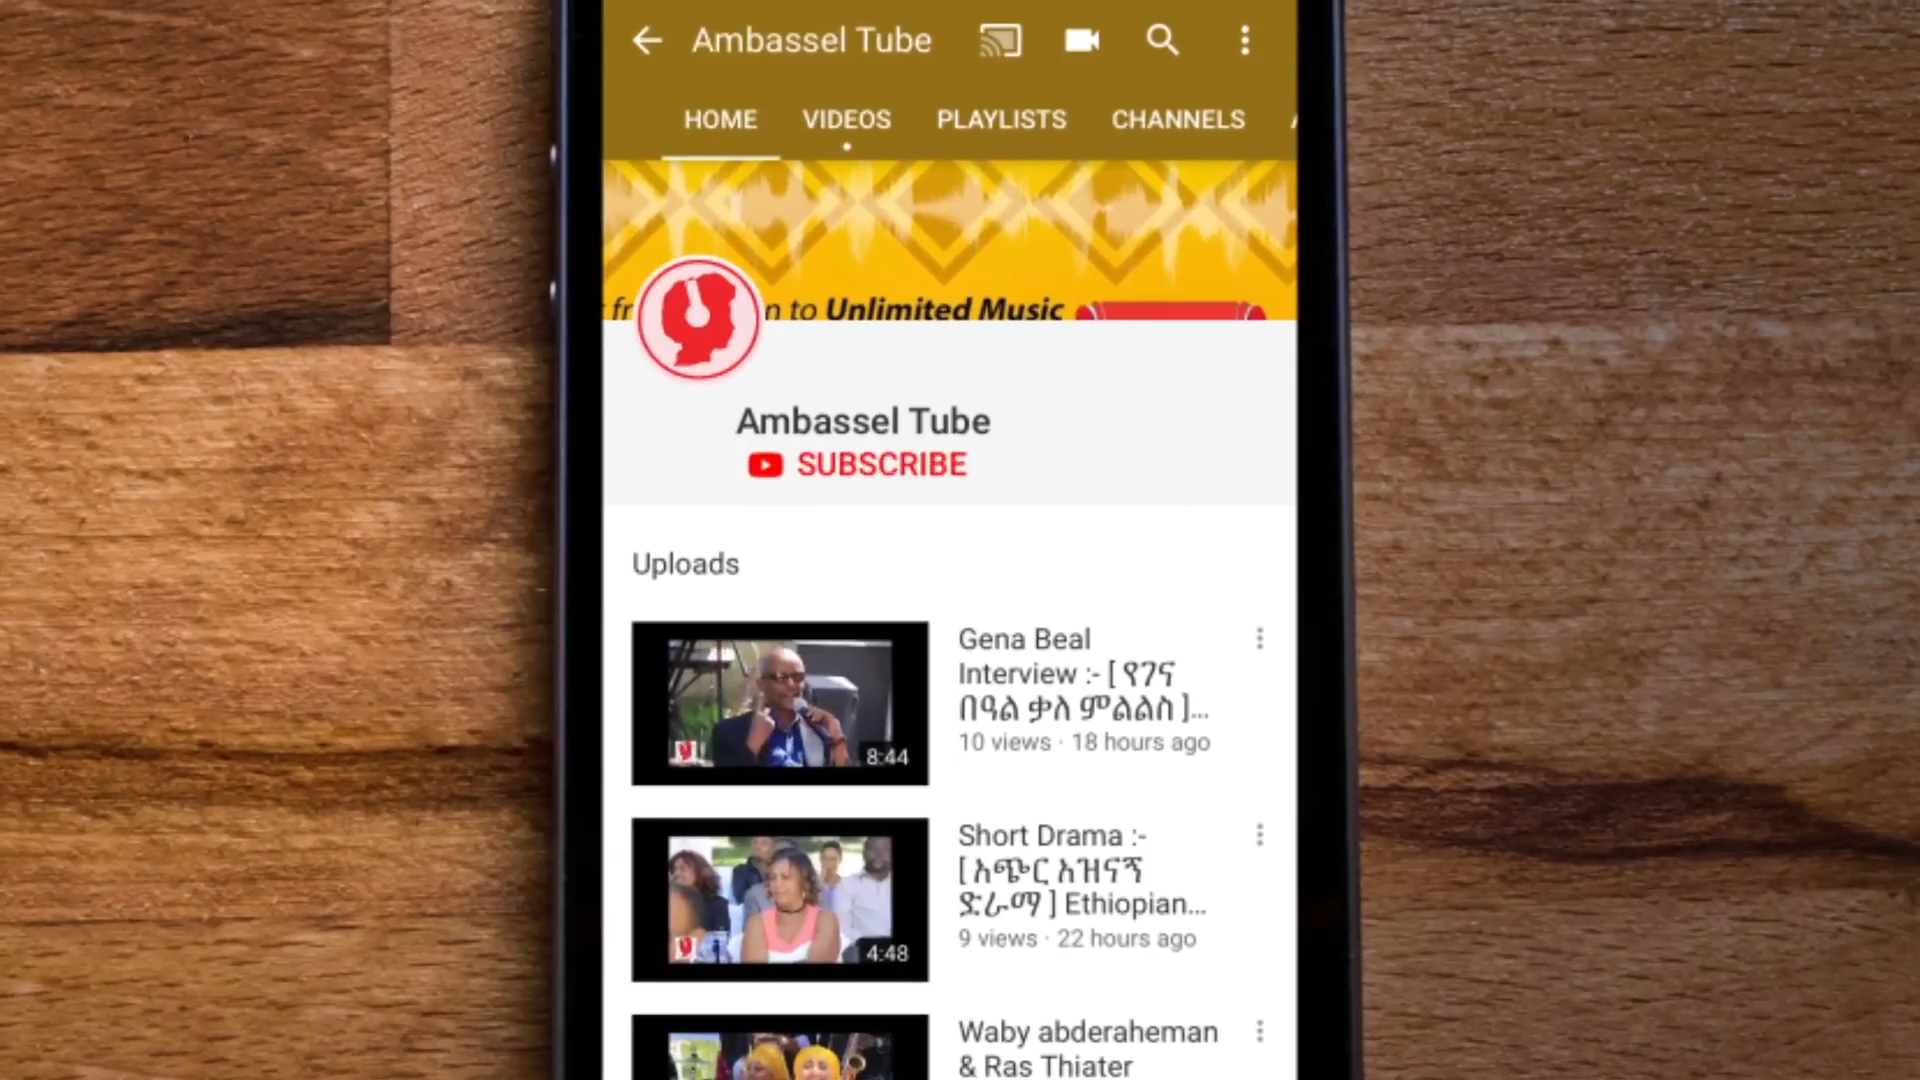 Ambassel Tube
HOME VIDEOS PLAYLISTS CHANNELS
n to Unlimited Music
Ambassel Tube
SUBSCRIBE
Uploads
Gena Beal
Interview :- [ የገና
በዓል ቃለ ምልልስ ]...
10 views · 18 hours ago
8:44
Short Drama :-
[ አጭር አዝናኝ
ድራማ ] Ethiopian...
9 views · 22 hours ago
4:48
Waby abderaheman
& Ras Thiater